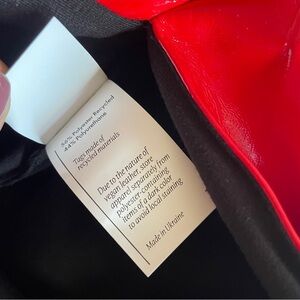 56% Polyester Recycled
44% Polyurethane
Tags made of
recycled materials
Due to the nature of
vegan leather, store
apparel separately from
polyester-containing
items of a dark color
to avoid local staining
Made in Ukraine